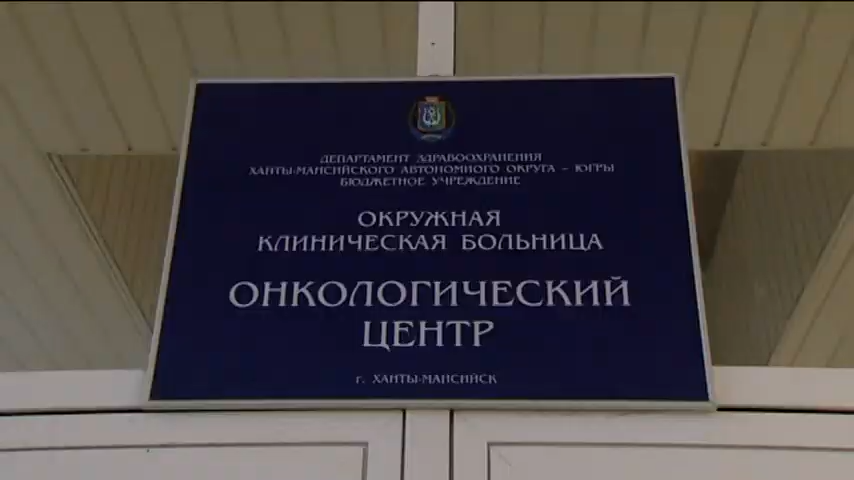 ДЕПАРТАМЕНТ ЗДРАВООХРАНЕНИЯ
ХАНТЫ-МАНСИЙСКОГО АВТОНОМНОГО ОКРУГА – ЮГРЫ
БЮДЖЕТНОЕ УЧРЕЖДЕНИЕ
ОКРУЖНАЯ
КЛИНИЧЕСКАЯ БОЛЬНИЦА
ОНКОЛОГИЧЕСКИЙ
ЦЕНТР
г. ХАНТЫ-МАНСИЙСК